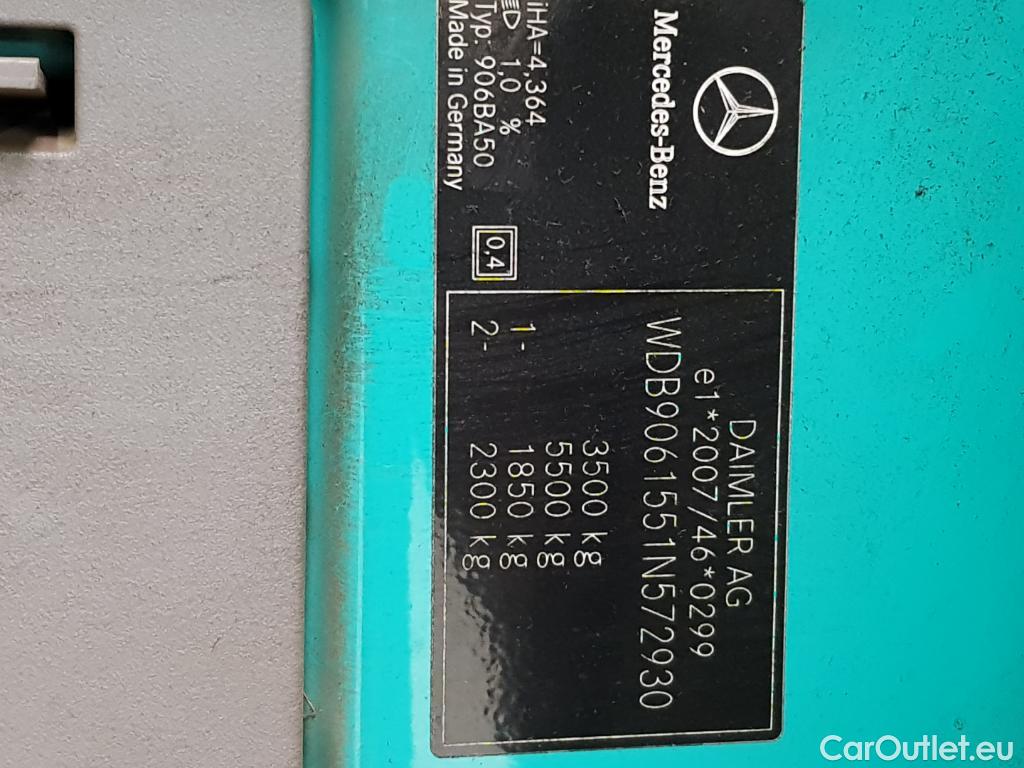 Mercedes-Benz
DAIMLER AG
e1*2007/46*0299
WDB9061551N572930
3500 kg
5500 kg
1- 1850 kg
2- 2300 kg
0,4
iHA=4,364
1,0 %
Typ: 906BA50
Made in Germany
CarOutlet.eu